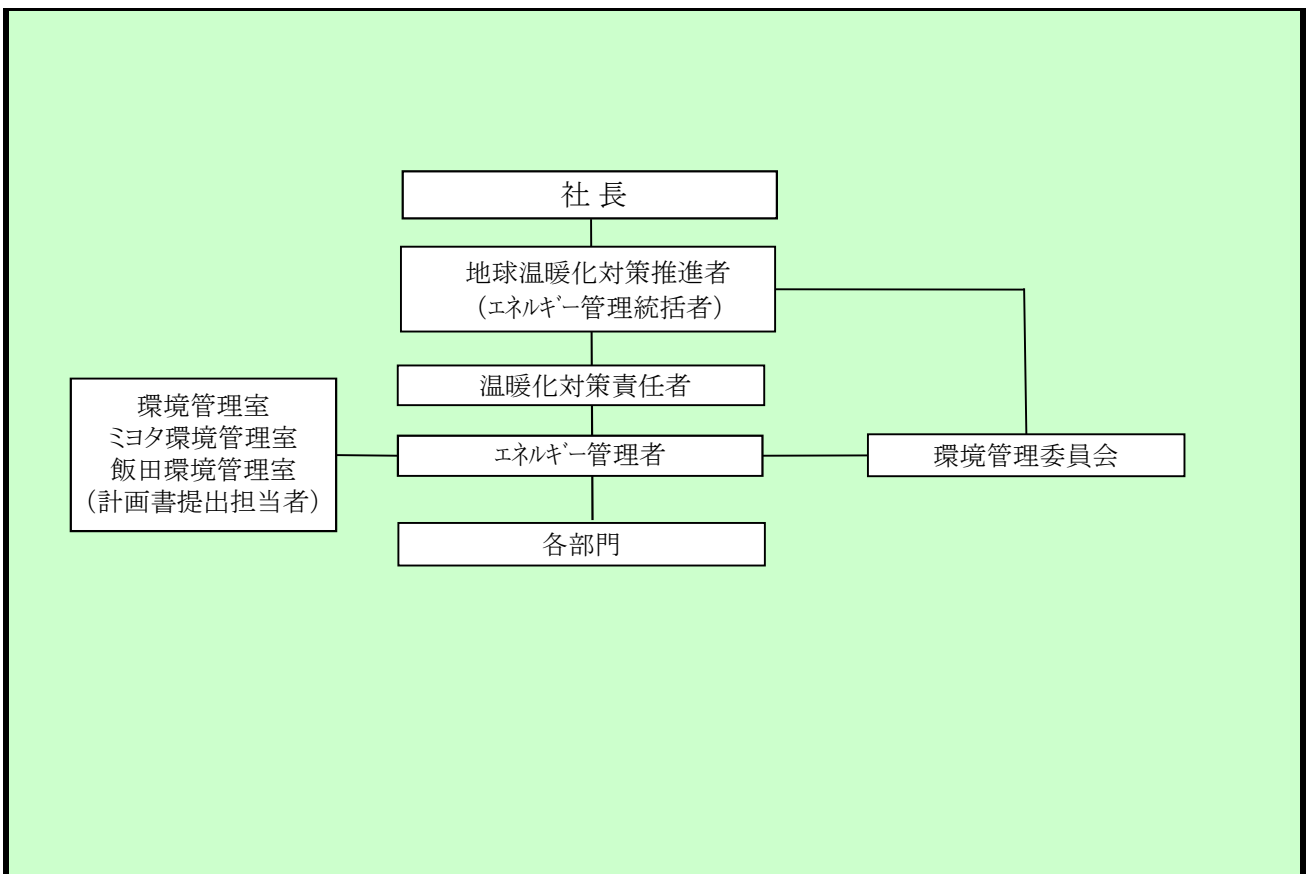 社 長
地球温暖化対策推進者
(エネルギー管理統括者)
温暖化対策責任者
環境管理室
ミヨタ環境管理室
飯田環境管理室
(計画書提出担当者)
エネルギー管理者
環境管理委員会
各部門